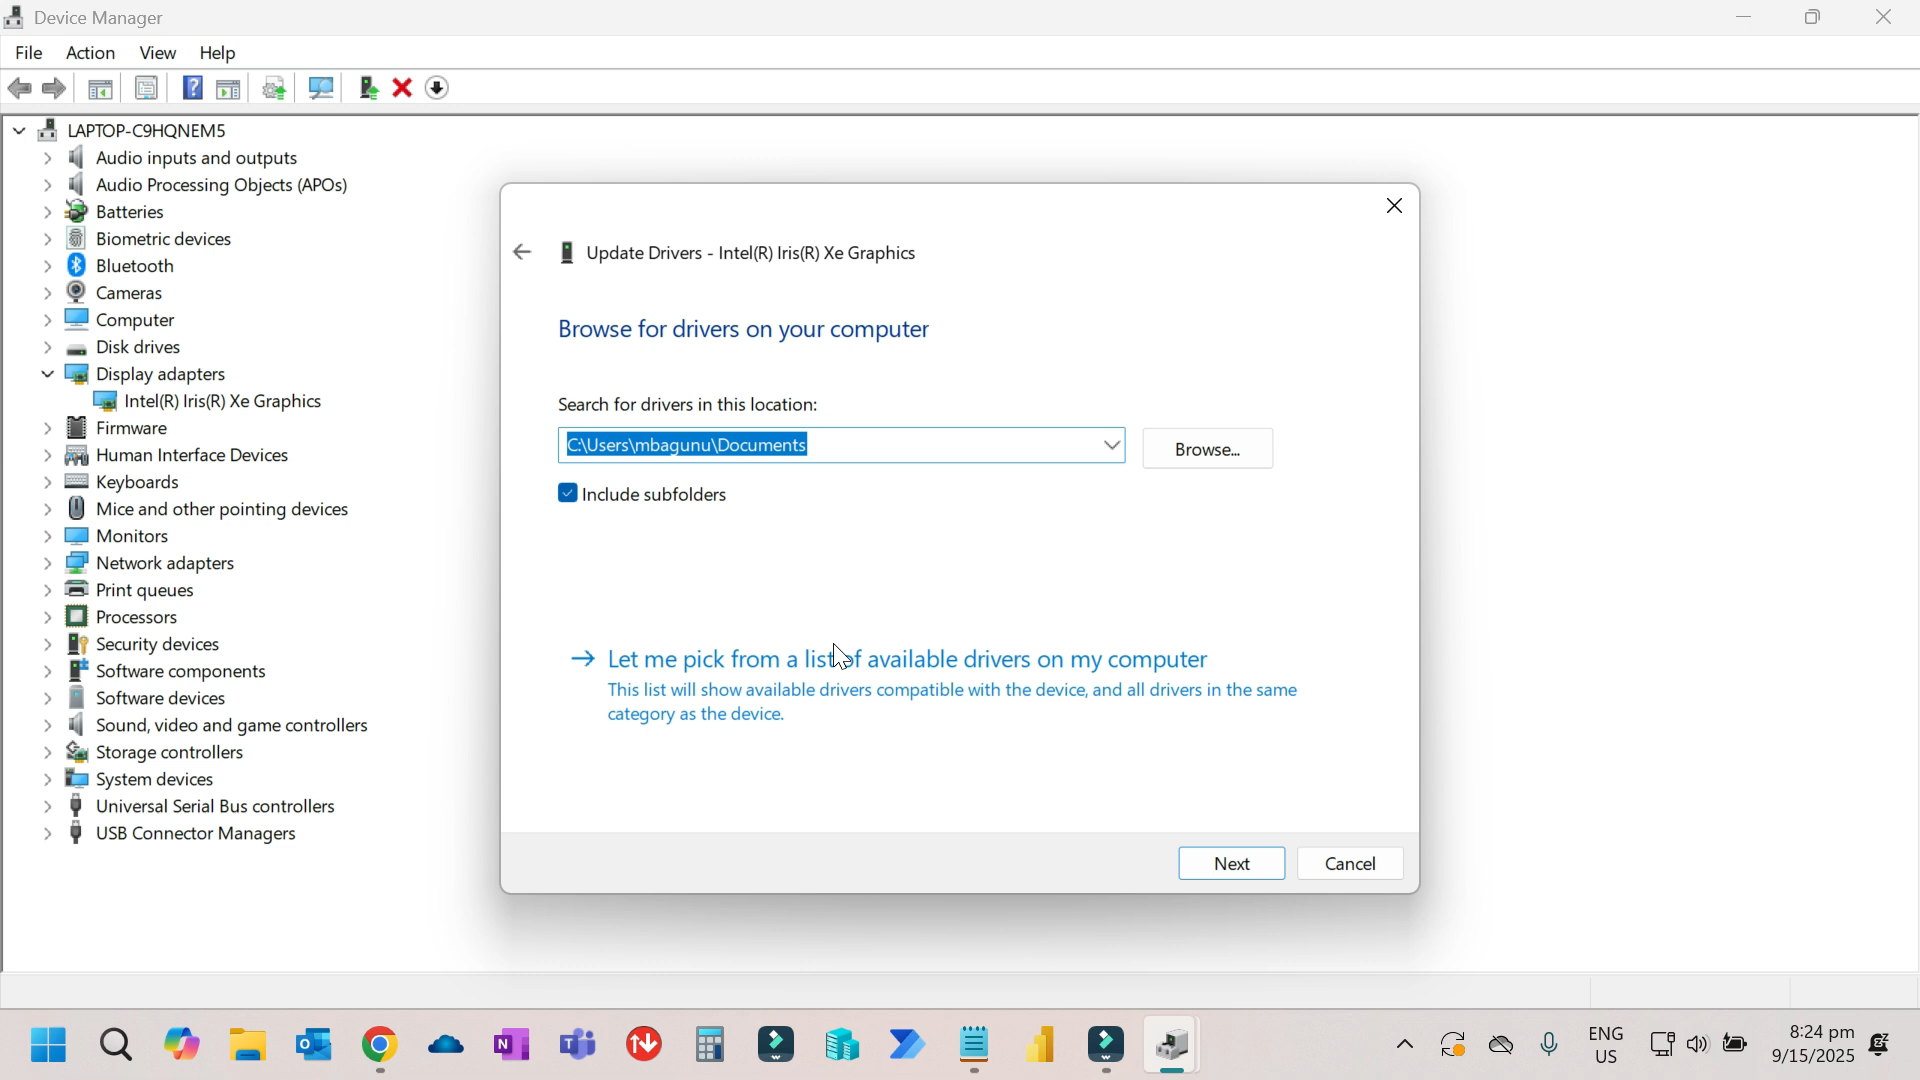 Device Manager
File Action View Help
LAPTOP-C9HQNEM5
Audio inputs and outputs
Audio Processing Objects (APOs)
Batteries
Biometric devices
Bluetooth
Cameras
Computer
Disk drives
Display adapters
Intel(R) Iris(R) Xe Graphics
Firmware
Human Interface Devices
Keyboards
Mice and other pointing devices
Monitors
Network adapters
Print queues
Processors
Security devices
Software components
Software devices
Sound, video and game controllers
Storage controllers
System devices
Universal Serial Bus controllers
USB Connector Managers
Update Drivers - Intel(R) Iris(R) Xe Graphics
Browse for drivers on your computer
Search for drivers in this location:
C:\Users\mbagunu\Documents
Browse...
Include subfolders
Let me pick from a list of available drivers on my computer
This list will show available drivers compatible with the device, and all drivers in the same
category as the device.
Next Cancel
ENG
US
8:24 pm
9/15/2025